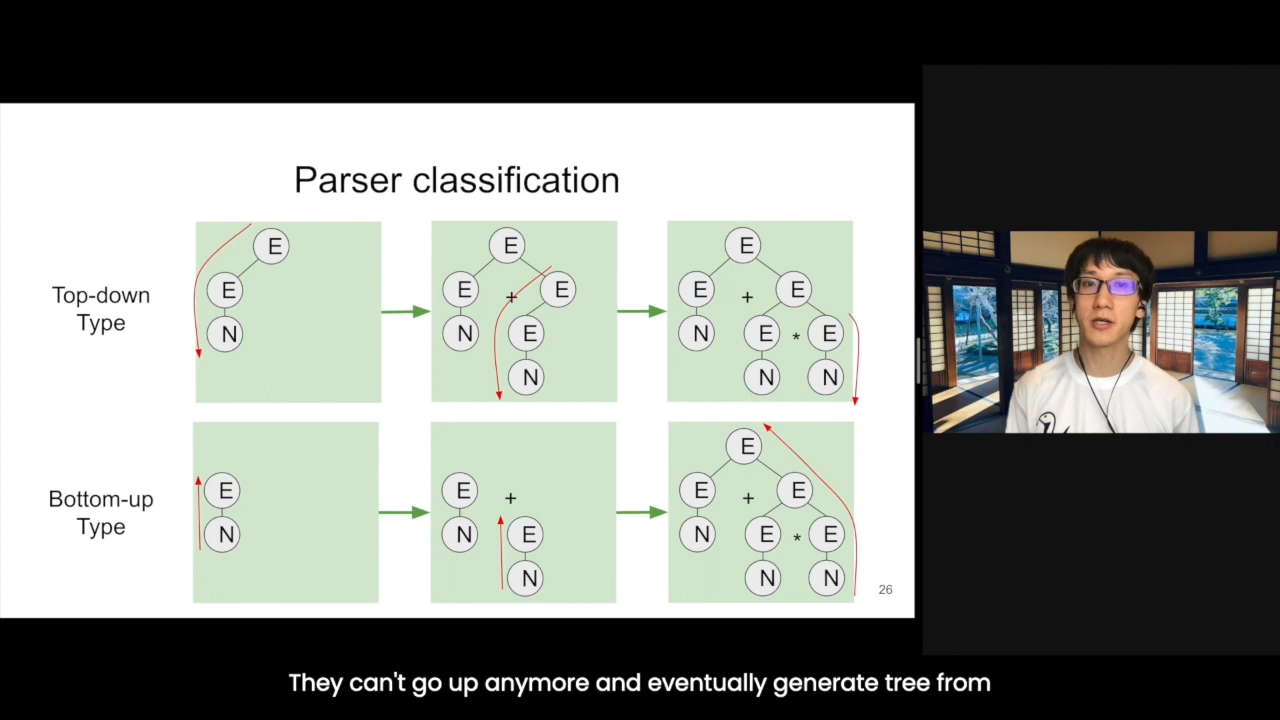 Parser classification
Top-down
Type
E
E
N
E
E
+
E
N
E
N
E
E
+
E
N
E
*
E
N
N
Bottom-up
Type
E
N
E
+
N
E
N
E
E
+
E
N
E
*
E
N
N
26
They can't go up anymore and eventually generate tree from